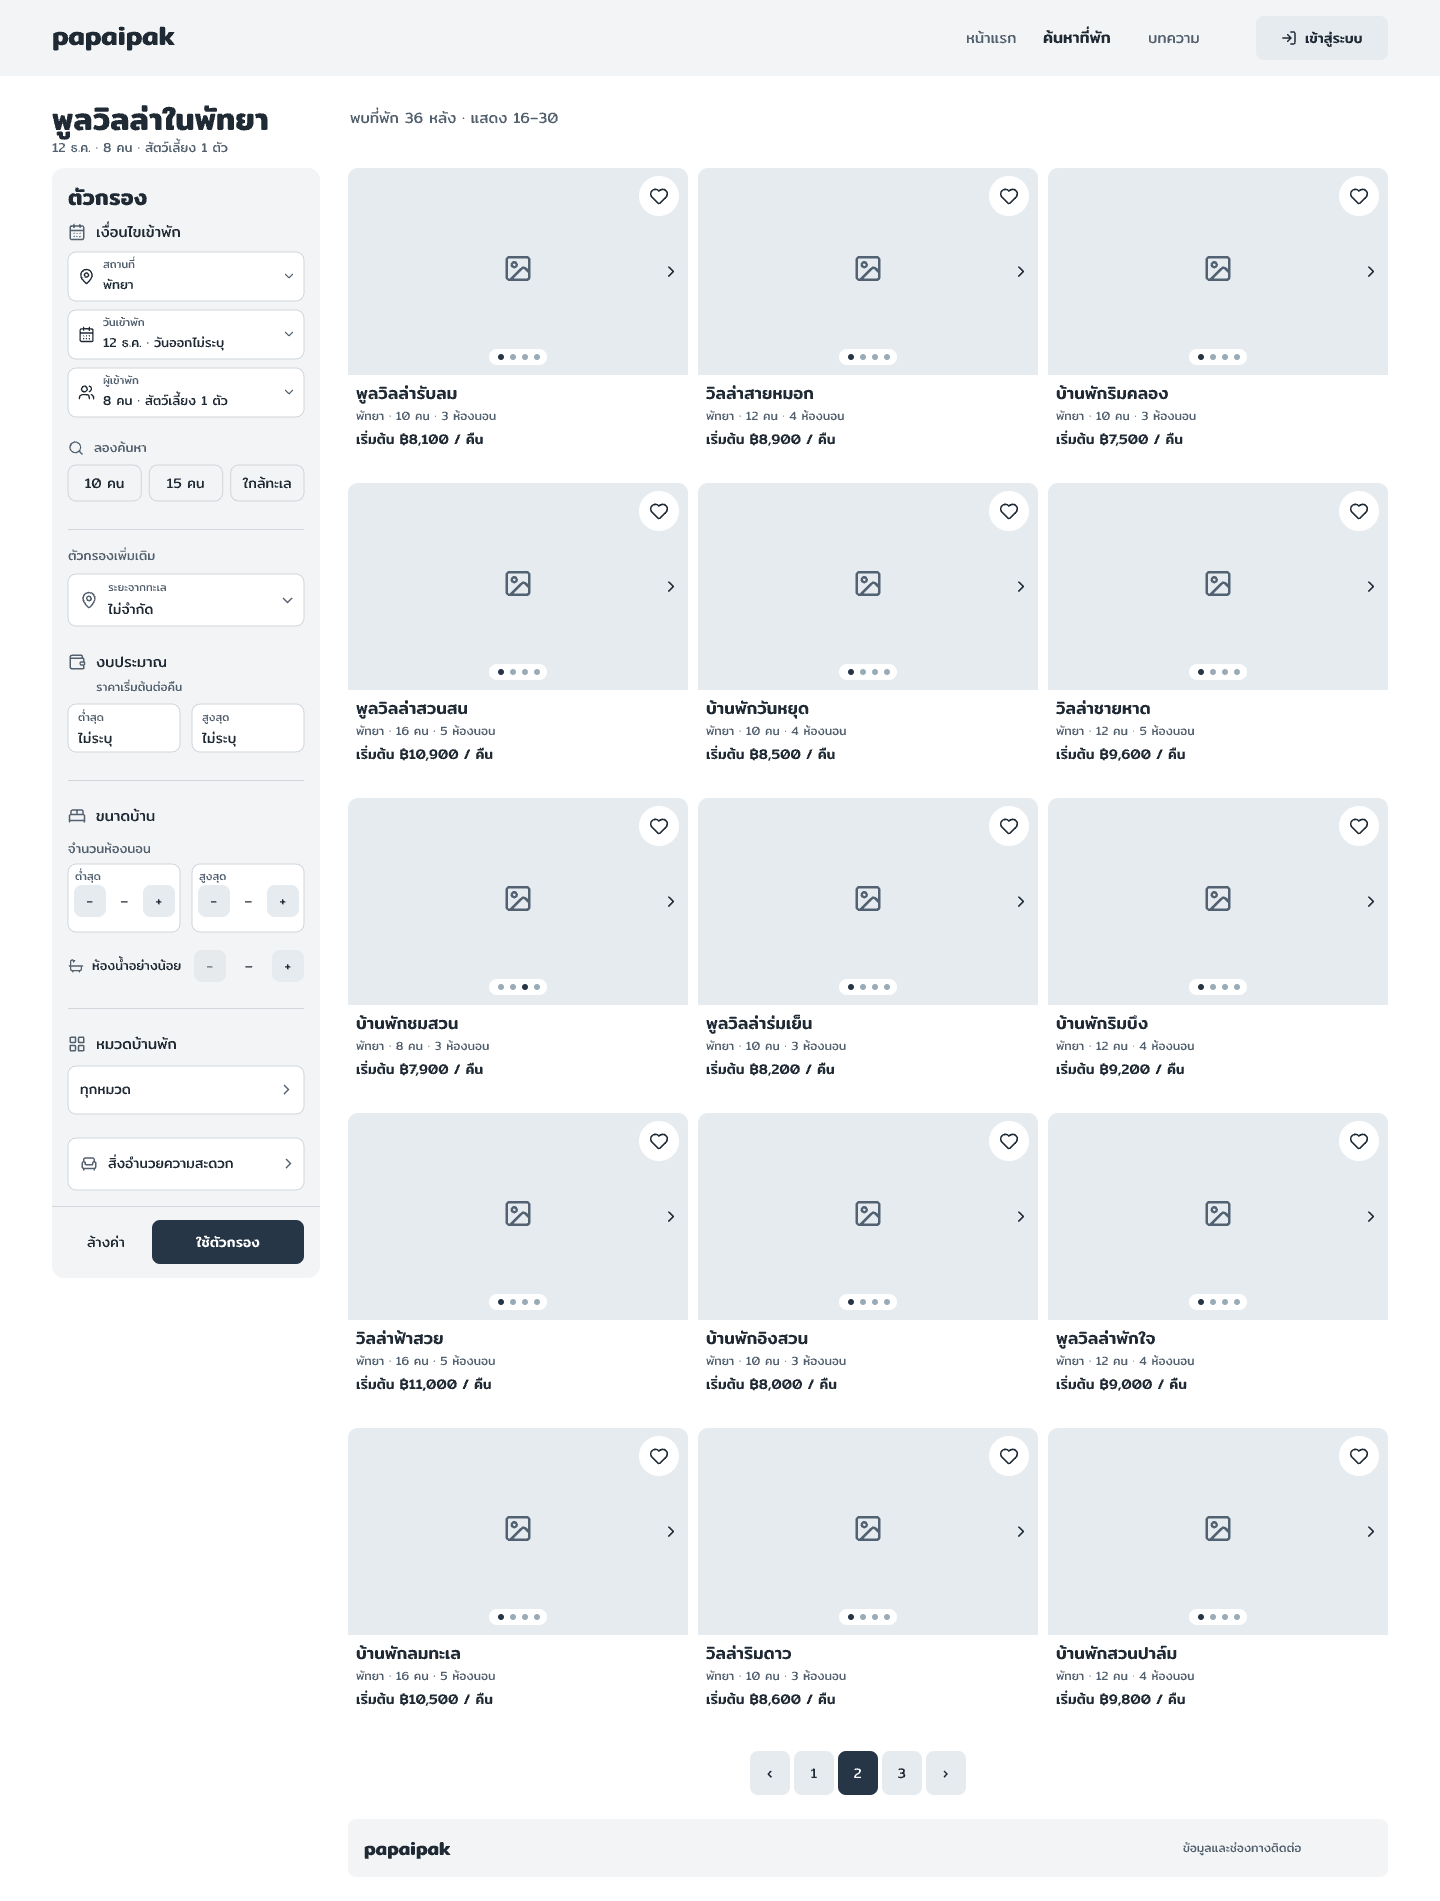 papaipak
หน้าแรก ค้นหาที่พัก บทความ เข้าสู่ระบบ
พูลวิลล่าในพัทยา
12 ธ.ค. · 8 คน · สัตว์เลี้ยง 1 ตัว
พบที่พัก 36 หลัง · แสดง 16–30
ตัวกรอง
เงื่อนไขเข้าพัก
สถานที่
พัทยา
วันเข้าพัก
12 ธ.ค. · วันออกไม่ระบุ
ผู้เข้าพัก
8 คน · สัตว์เลี้ยง 1 ตัว
ลองค้นหา
10 คน 15 คน ใกล้ทะเล
ตัวกรองเพิ่มเติม
ระยะจากทะเล
ไม่จำกัด
งบประมาณ
ราคาเริ่มต้นต่อคืน
ต่ำสุด สูงสุด
ไม่ระบุ ไม่ระบุ
ขนาดบ้าน
จำนวนห้องนอน
ต่ำสุด สูงสุด
− – + − – +
ห้องน้ำอย่างน้อย − – +
หมวดบ้านพัก
ทุกหมวด
สิ่งอำนวยความสะดวก
ล้างค่า ใช้ตัวกรอง
พูลวิลล่ารับลม
พัทยา · 10 คน · 3 ห้องนอน
เริ่มต้น ฿8,100 / คืน
วิลล่าสายหมอก
พัทยา · 12 คน · 4 ห้องนอน
เริ่มต้น ฿8,900 / คืน
บ้านพักริมคลอง
พัทยา · 10 คน · 3 ห้องนอน
เริ่มต้น ฿7,500 / คืน
พูลวิลล่าสวนสน
พัทยา · 16 คน · 5 ห้องนอน
เริ่มต้น ฿10,900 / คืน
บ้านพักวันหยุด
พัทยา · 10 คน · 4 ห้องนอน
เริ่มต้น ฿8,500 / คืน
วิลล่าชายหาด
พัทยา · 12 คน · 5 ห้องนอน
เริ่มต้น ฿9,600 / คืน
บ้านพักชมสวน
พัทยา · 8 คน · 3 ห้องนอน
เริ่มต้น ฿7,900 / คืน
พูลวิลล่าร่มเย็น
พัทยา · 10 คน · 3 ห้องนอน
เริ่มต้น ฿8,200 / คืน
บ้านพักริมบึง
พัทยา · 12 คน · 4 ห้องนอน
เริ่มต้น ฿9,200 / คืน
วิลล่าฟ้าสวย
พัทยา · 16 คน · 5 ห้องนอน
เริ่มต้น ฿11,000 / คืน
บ้านพักอิงสวน
พัทยา · 10 คน · 3 ห้องนอน
เริ่มต้น ฿8,000 / คืน
พูลวิลล่าพักใจ
พัทยา · 12 คน · 4 ห้องนอน
เริ่มต้น ฿9,000 / คืน
บ้านพักลมทะเล
พัทยา · 16 คน · 5 ห้องนอน
เริ่มต้น ฿10,500 / คืน
วิลล่าริมดาว
พัทยา · 10 คน · 3 ห้องนอน
เริ่มต้น ฿8,600 / คืน
บ้านพักสวนปาล์ม
พัทยา · 12 คน · 4 ห้องนอน
เริ่มต้น ฿9,800 / คืน
‹ 1 2 3 ›
papaipak
ข้อมูลและช่องทางติดต่อ